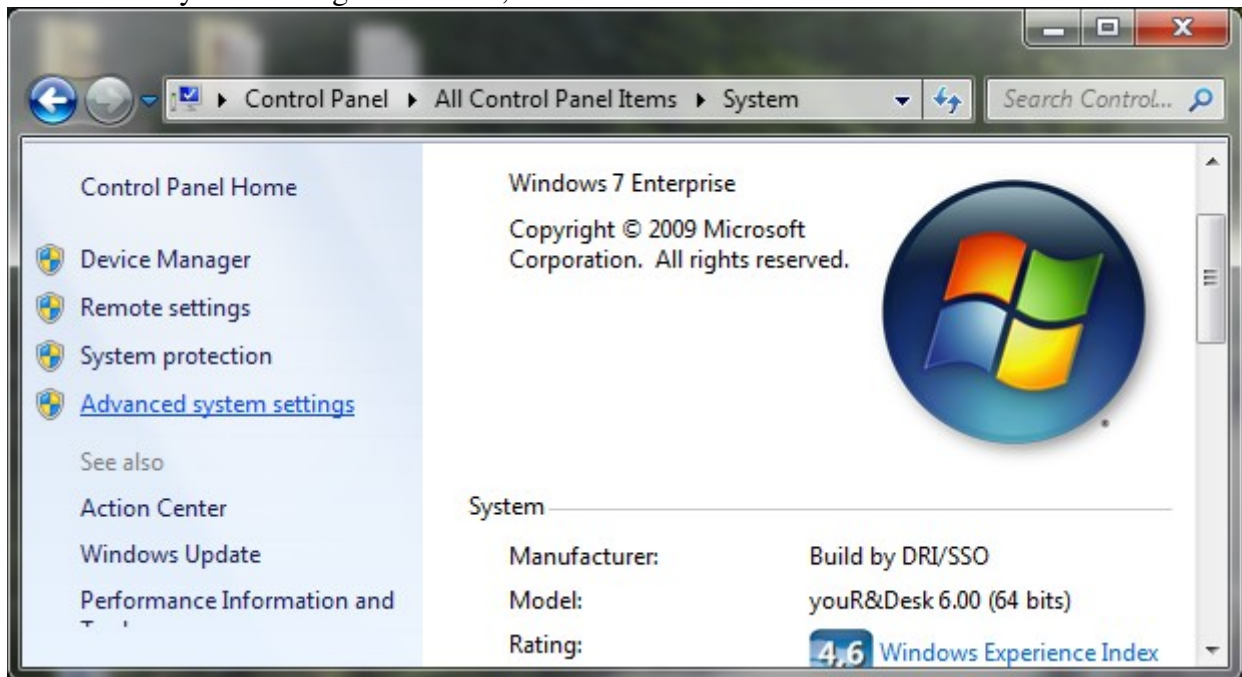 Control Panel ▸ All Control Panel Items ▸ System
Search Control...
Control Panel Home
Device Manager
Remote settings
System protection
Advanced system settings
See also
Action Center
Windows Update
Performance Information and
Windows 7 Enterprise
Copyright © 2009 Microsoft
Corporation. All rights reserved.
System
Manufacturer: Build by DRI/SSO
Model: youR&Desk 6.00 (64 bits)
Rating: 4,6 Windows Experience Index